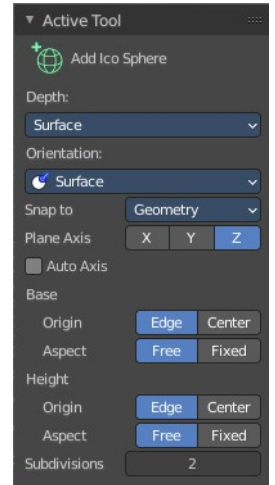 Active Tool
Add Ico Sphere
Depth:
Surface
Orientation:
Surface
Snap to Geometry
Plane Axis X Y Z
Auto Axis
Base
Origin Edge Center
Aspect Free Fixed
Height
Origin Edge Center
Aspect Free Fixed
Subdivisions 2